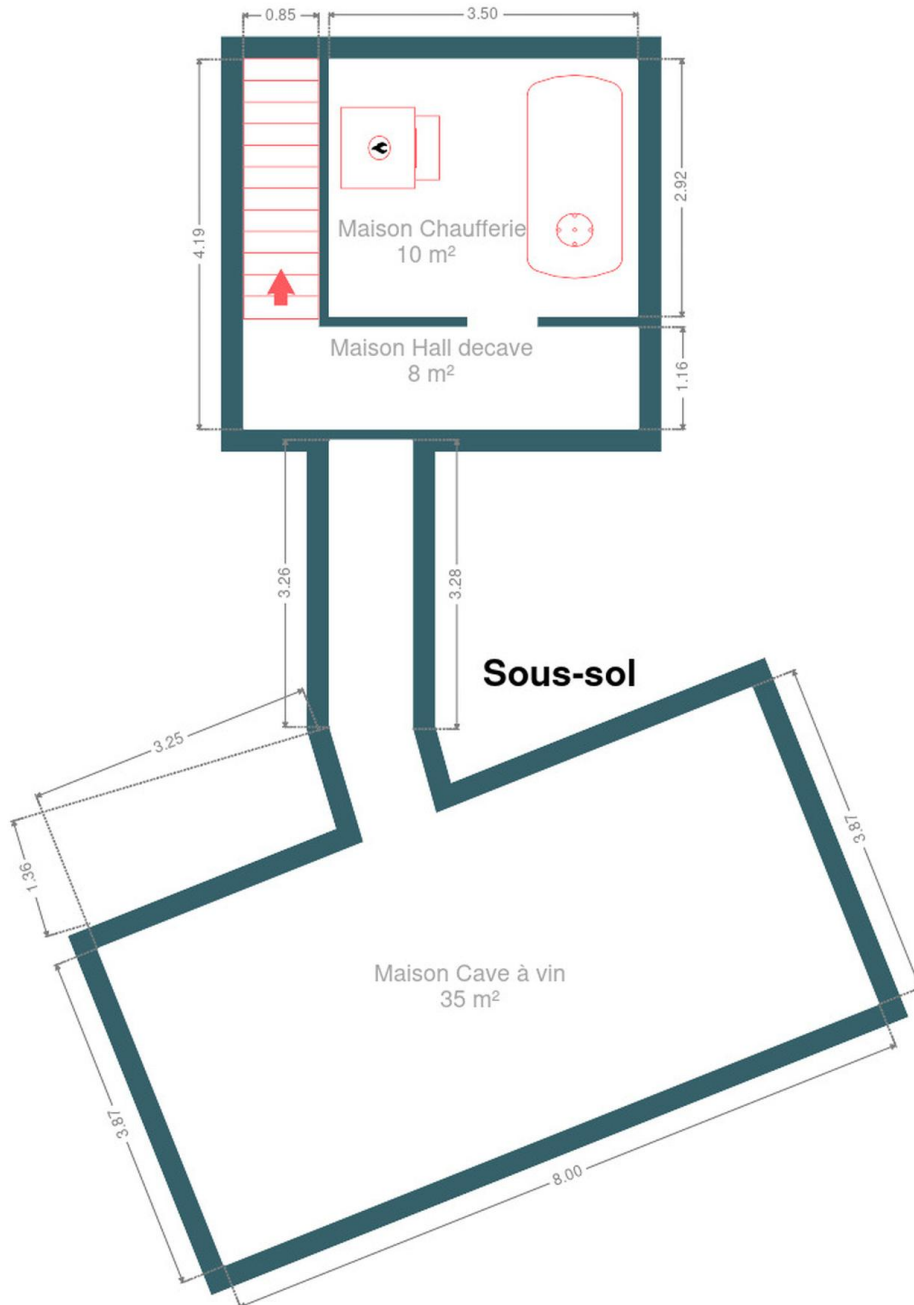 0.85
3.50
4.19
2.92
Maison Chaufferie
10 m²
Maison Hall decave
8 m²
1.16
3.26
3.28
Sous-sol
3.25
1.36
3.87
Maison Cave à vin
35 m²
3.87
8.00